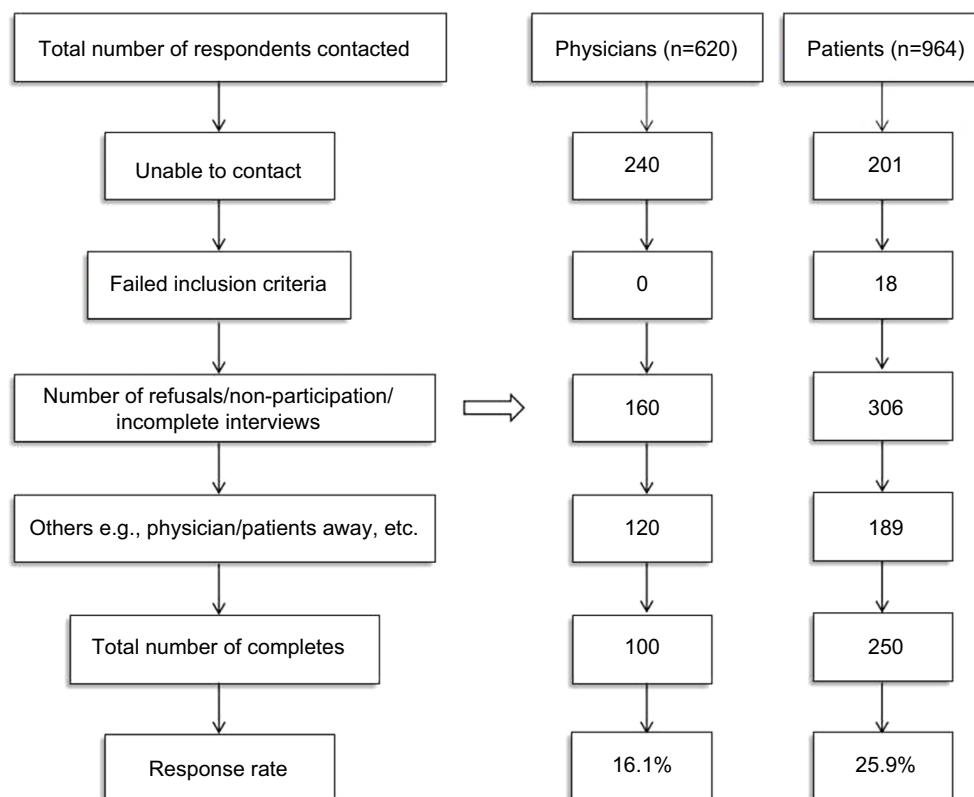 Total number of respondents contacted
Physicians (n=620)
Patients (n=964)
Unable to contact
240
201
Failed inclusion criteria
0
18
Number of refusals/non-participation/
incomplete interviews
160
306
Others e.g., physician/patients away, etc.
120
189
Total number of completes
100
250
Response rate
16.1%
25.9%